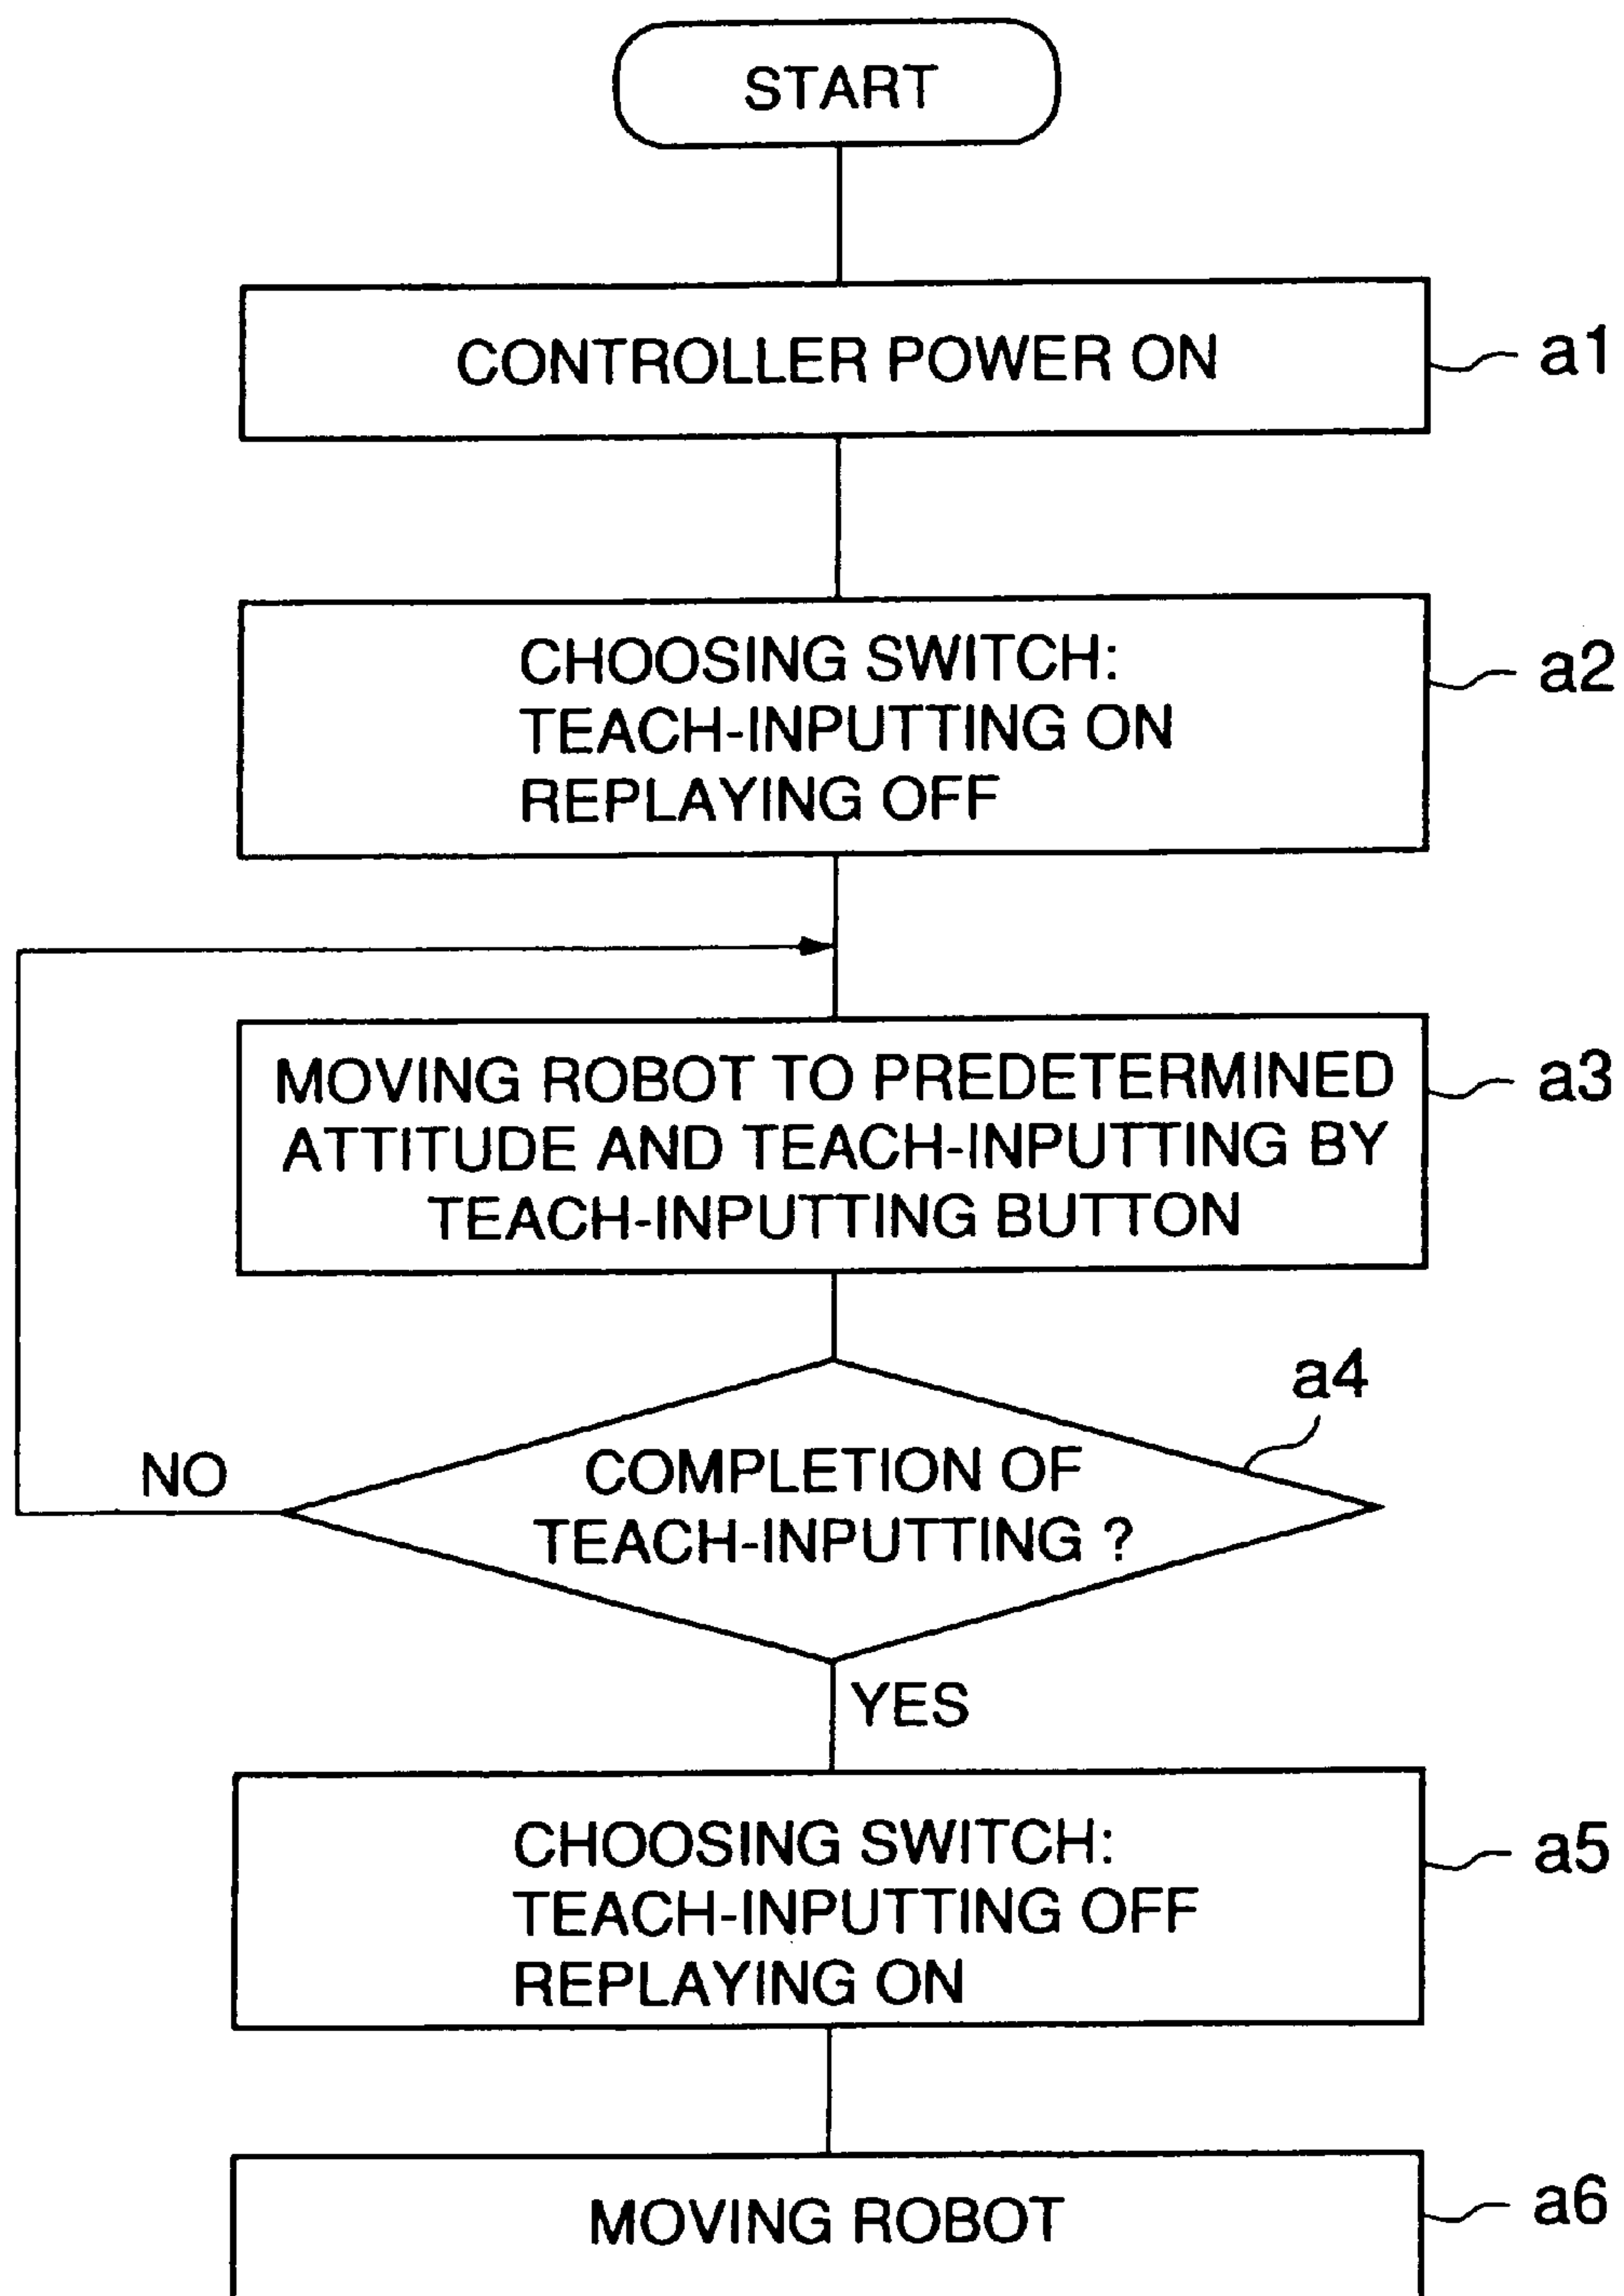 START
CONTROLLER POWER ON
a1
CHOOSING SWITCH:
TEACH-INPUTTING ON
REPLAYING OFF
a2
MOVING ROBOT TO PREDETERMINED
ATTITUDE AND TEACH-INPUTTING BY
TEACH-INPUTTING BUTTON
a3
a4
COMPLETION OF
TEACH-INPUTTING ?
NO
YES
CHOOSING SWITCH:
TEACH-INPUTTING OFF
REPLAYING ON
a5
MOVING ROBOT
a6